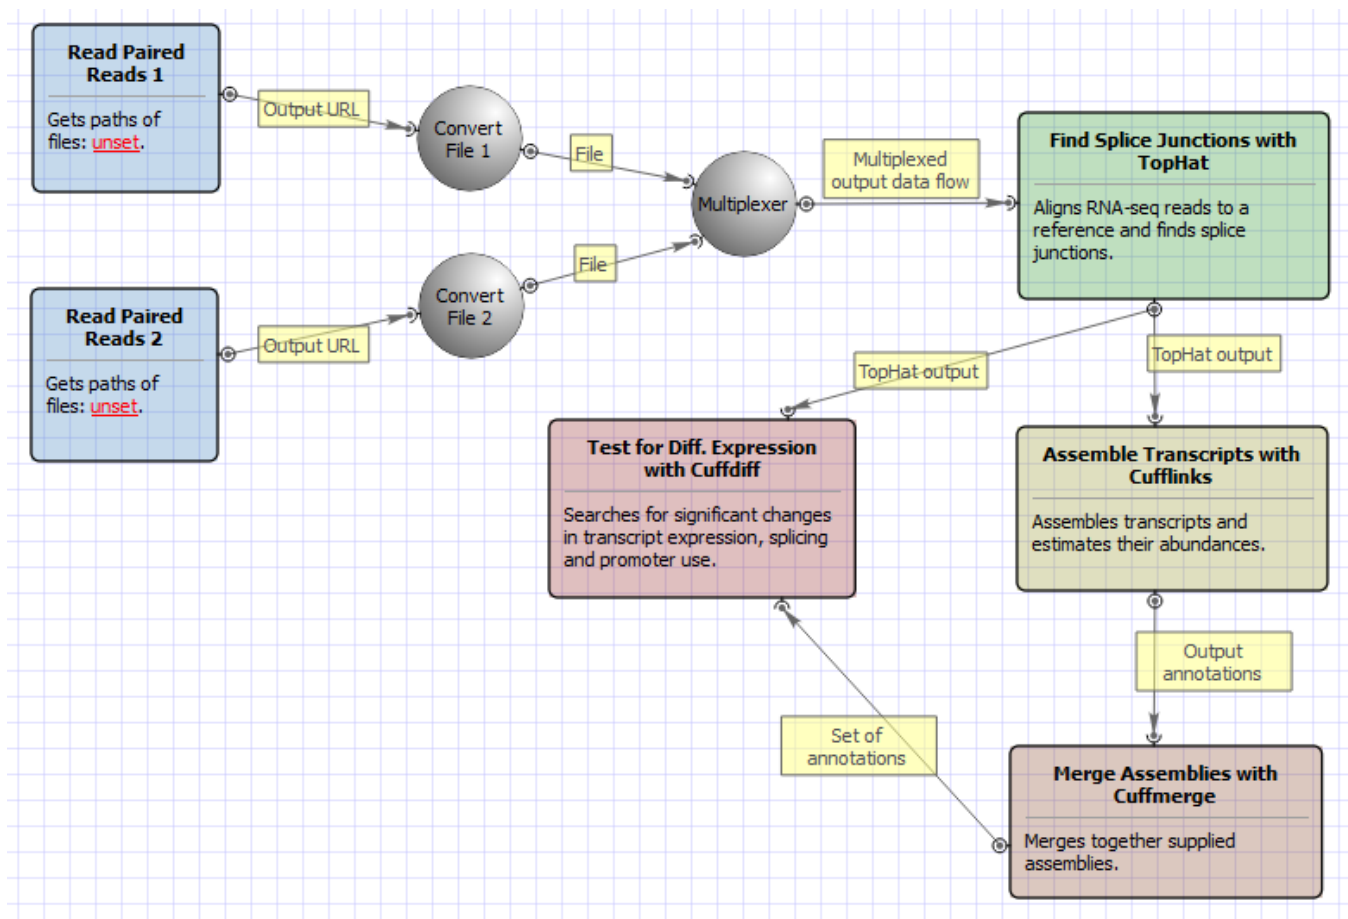 Read Paired
Reads 1
Gets paths of
files: unset.
Output URL
Convert
File 1
File
Multiplexer
Multiplexed
output data flow
Find Splice Junctions with
TopHat
Aligns RNA-seq reads to a
reference and finds splice
junctions.
Read Paired
Reads 2
Gets paths of
files: unset.
Output URL
Convert
File 2
File
TopHat output
TopHat output
Test for Diff. Expression
with Cuffdiff
Searches for significant changes
in transcript expression, splicing
and promoter use.
Assemble Transcripts with
Cufflinks
Assembles transcripts and
estimates their abundances.
Output
annotations
Set of
annotations
Merge Assemblies with
Cuffmerge
Merges together supplied
assemblies.